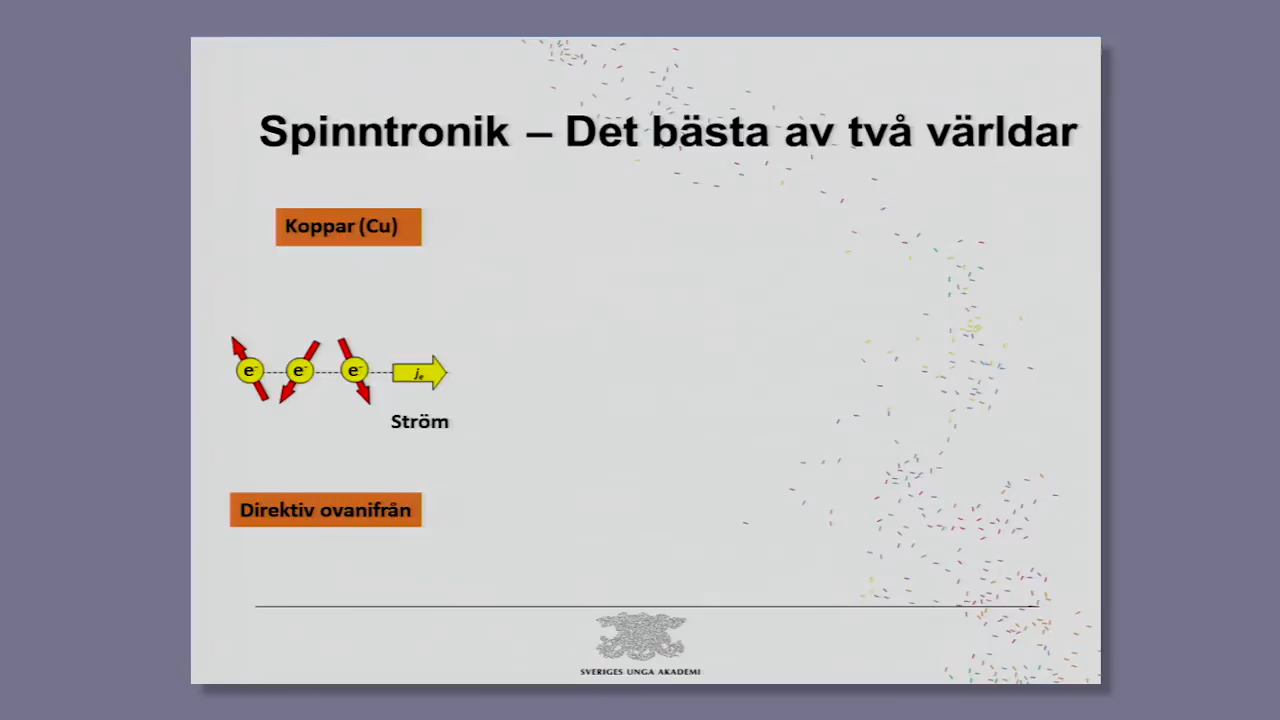 Spinntronik – Det bästa av två världar
Koppar (Cu)
e⁻ e⁻ e⁻ jₑ
Ström
Direktiv ovanifrån
SVERIGES UNGA AKADEMI